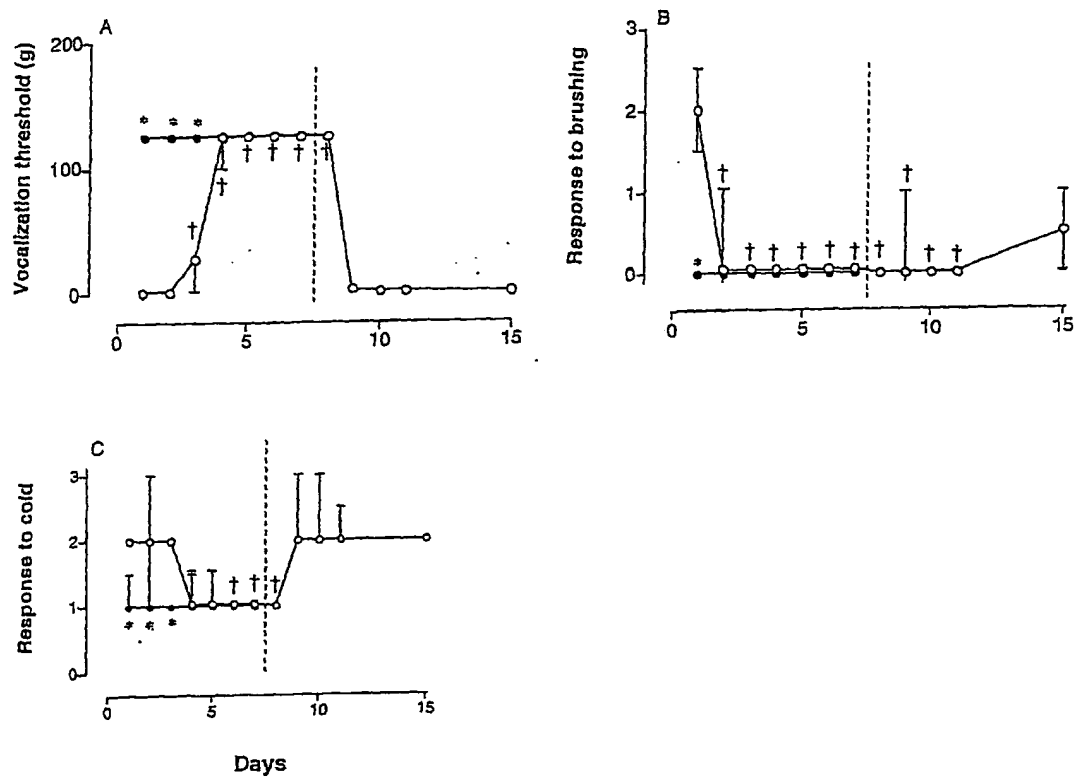 A
Vocalization threshold (g)
200
100
0
* * *
† † † † † †
0 5 10 15
B
Response to brushing
3
2
1
0
*
† † † † † † † † † †
0 5 10 15
C
Response to cold
3
2
1
0
* * *
† † †
0 5 10 15
Days